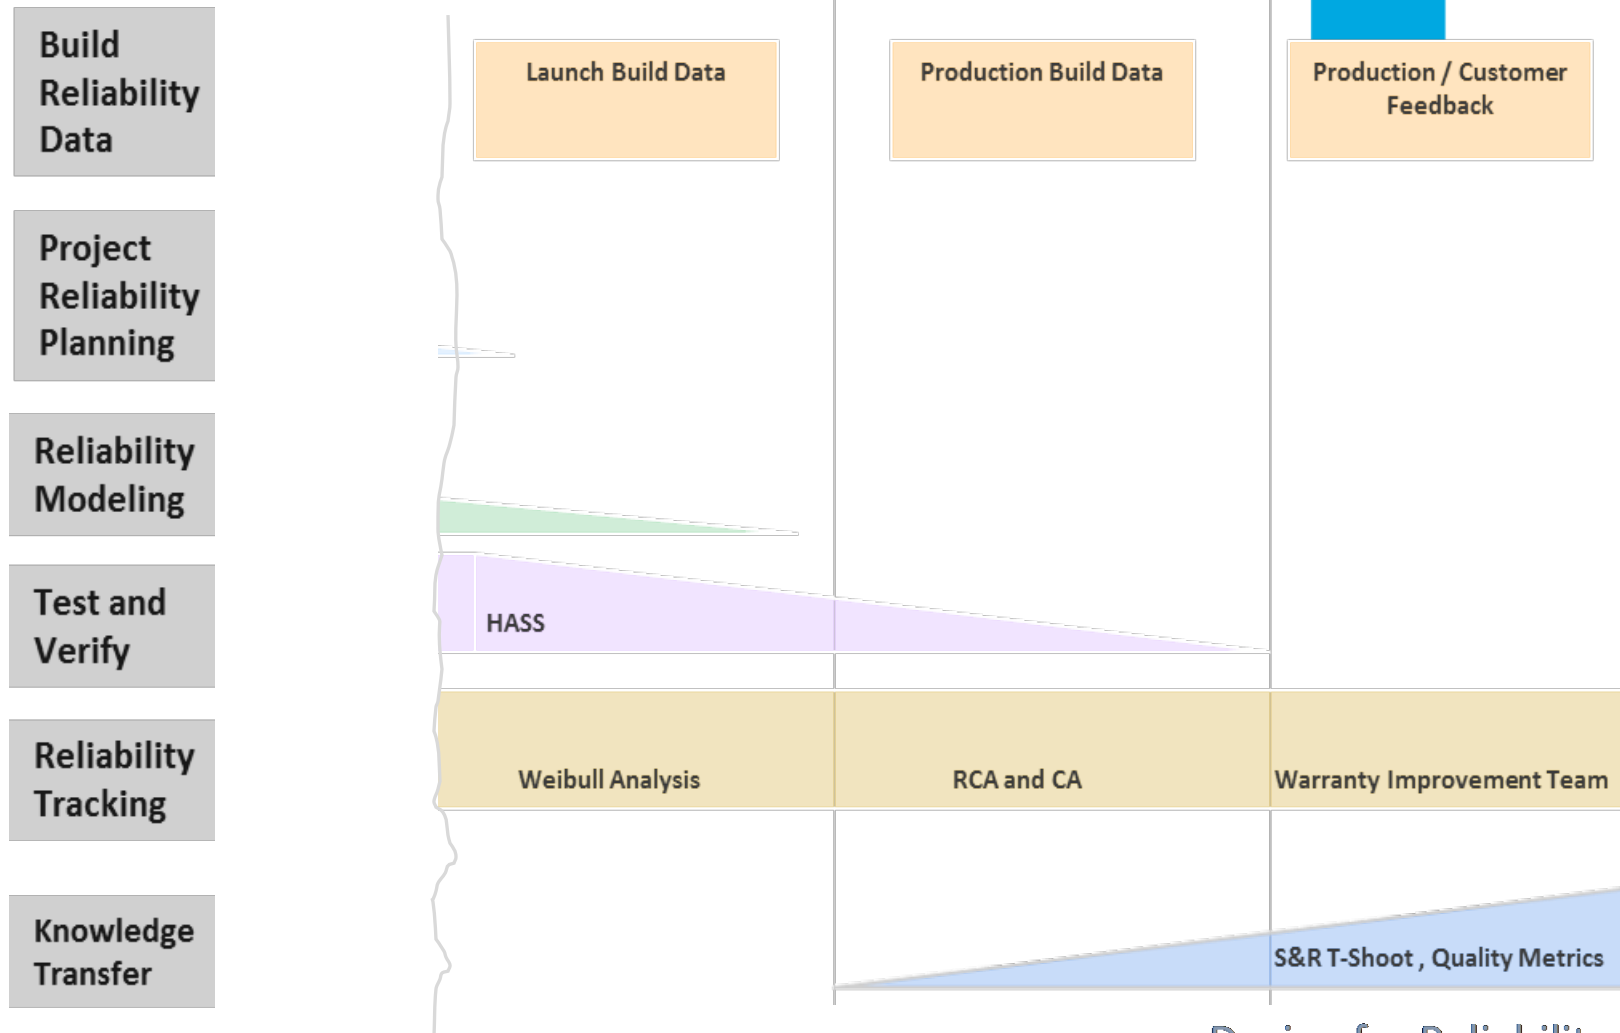 Build
Reliability
Data
Launch Build Data
Production Build Data
Production / Customer
Feedback
Project
Reliability
Planning
Reliability
Modeling
Test and
Verify
HASS
Reliability
Tracking
Weibull Analysis
RCA and CA
Warranty Improvement Team
Knowledge
Transfer
S&R T-Shoot , Quality Metrics